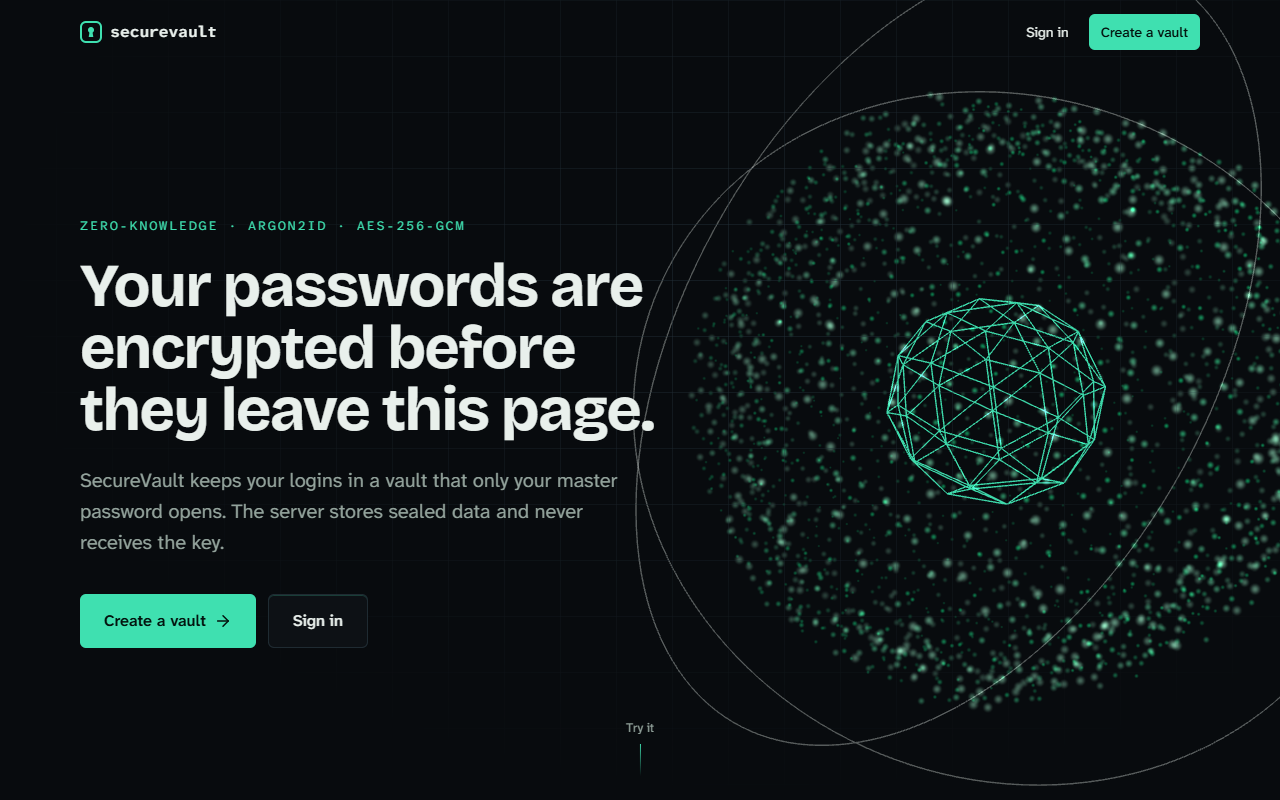 securevault
Sign in
Create a vault
ZERO-KNOWLEDGE · ARGON2ID · AES-256-GCM
Your passwords are
encrypted before
they leave this page.
SecureVault keeps your logins in a vault that only your master
password opens. The server stores sealed data and never
receives the key.
Create a vault →
Sign in
Try it